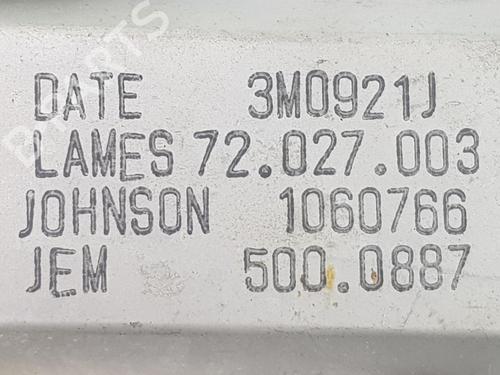 DATE 3M0921J
LAMES 72.027.003
JOHNSON 1060766
JEM 500.0887